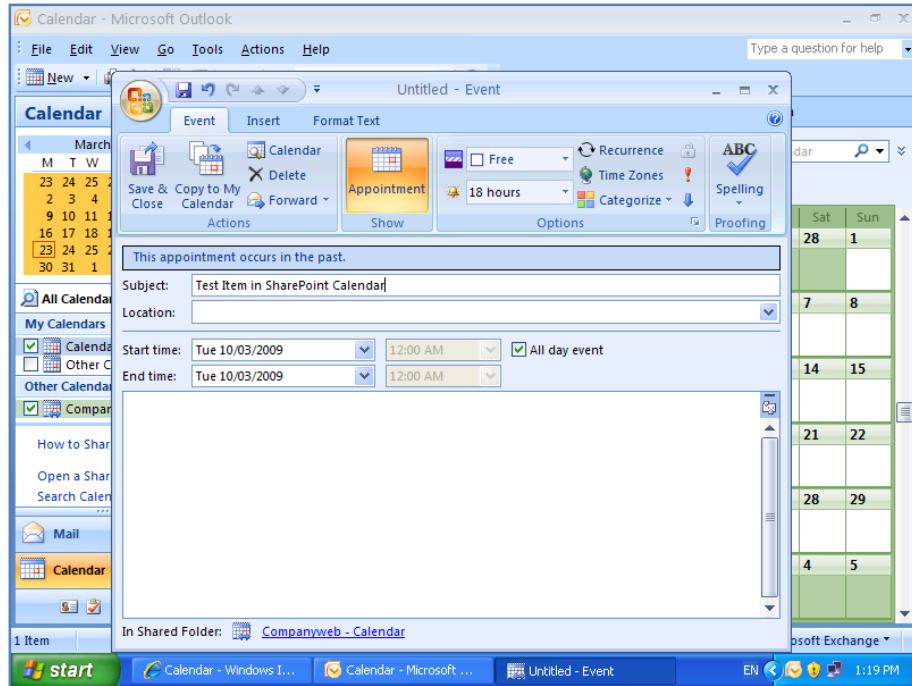 Calendar - Microsoft Outlook
File Edit View Go Tools Actions Help
Type a question for help
New
Untitled - Event
Calendar
Event Insert Format Text
March
M T W
23 24 25
2 3 4
9 10 11
16 17 18
23 24 25
30 31 1
Save & Close
Copy to My Calendar
Calendar
Delete
Forward
Actions
Appointment
Show
Free
18 hours
Recurrence
Time Zones
Categorize
Options
ABC
Spelling
Proofing
This appointment occurs in the past.
Subject: Test Item in SharePoint Calendar
Location:
Start time: Tue 10/03/2009 12:00 AM All day event
End time: Tue 10/03/2009 12:00 AM
All Calendar
My Calendars
Calenda
Other C
Other Calendar
Compan
How to Shar
Open a Shar
Search Calen
Mail
Calendar
Sat Sun
28 1
7 8
14 15
21 22
28 29
4 5
In Shared Folder: Companyweb - Calendar
1 Item
osoft Exchange
start
Calendar - Windows I...
Calendar - Microsoft ...
Untitled - Event
EN
1:19 PM